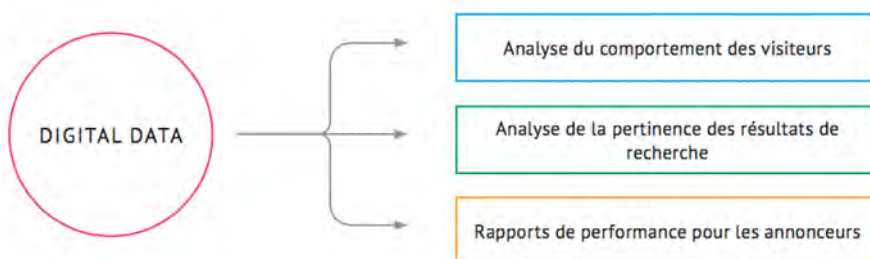 DIGITAL DATA
Analyse du comportement des visiteurs
Analyse de la pertinence des résultats de
recherche
Rapports de performance pour les annonceurs